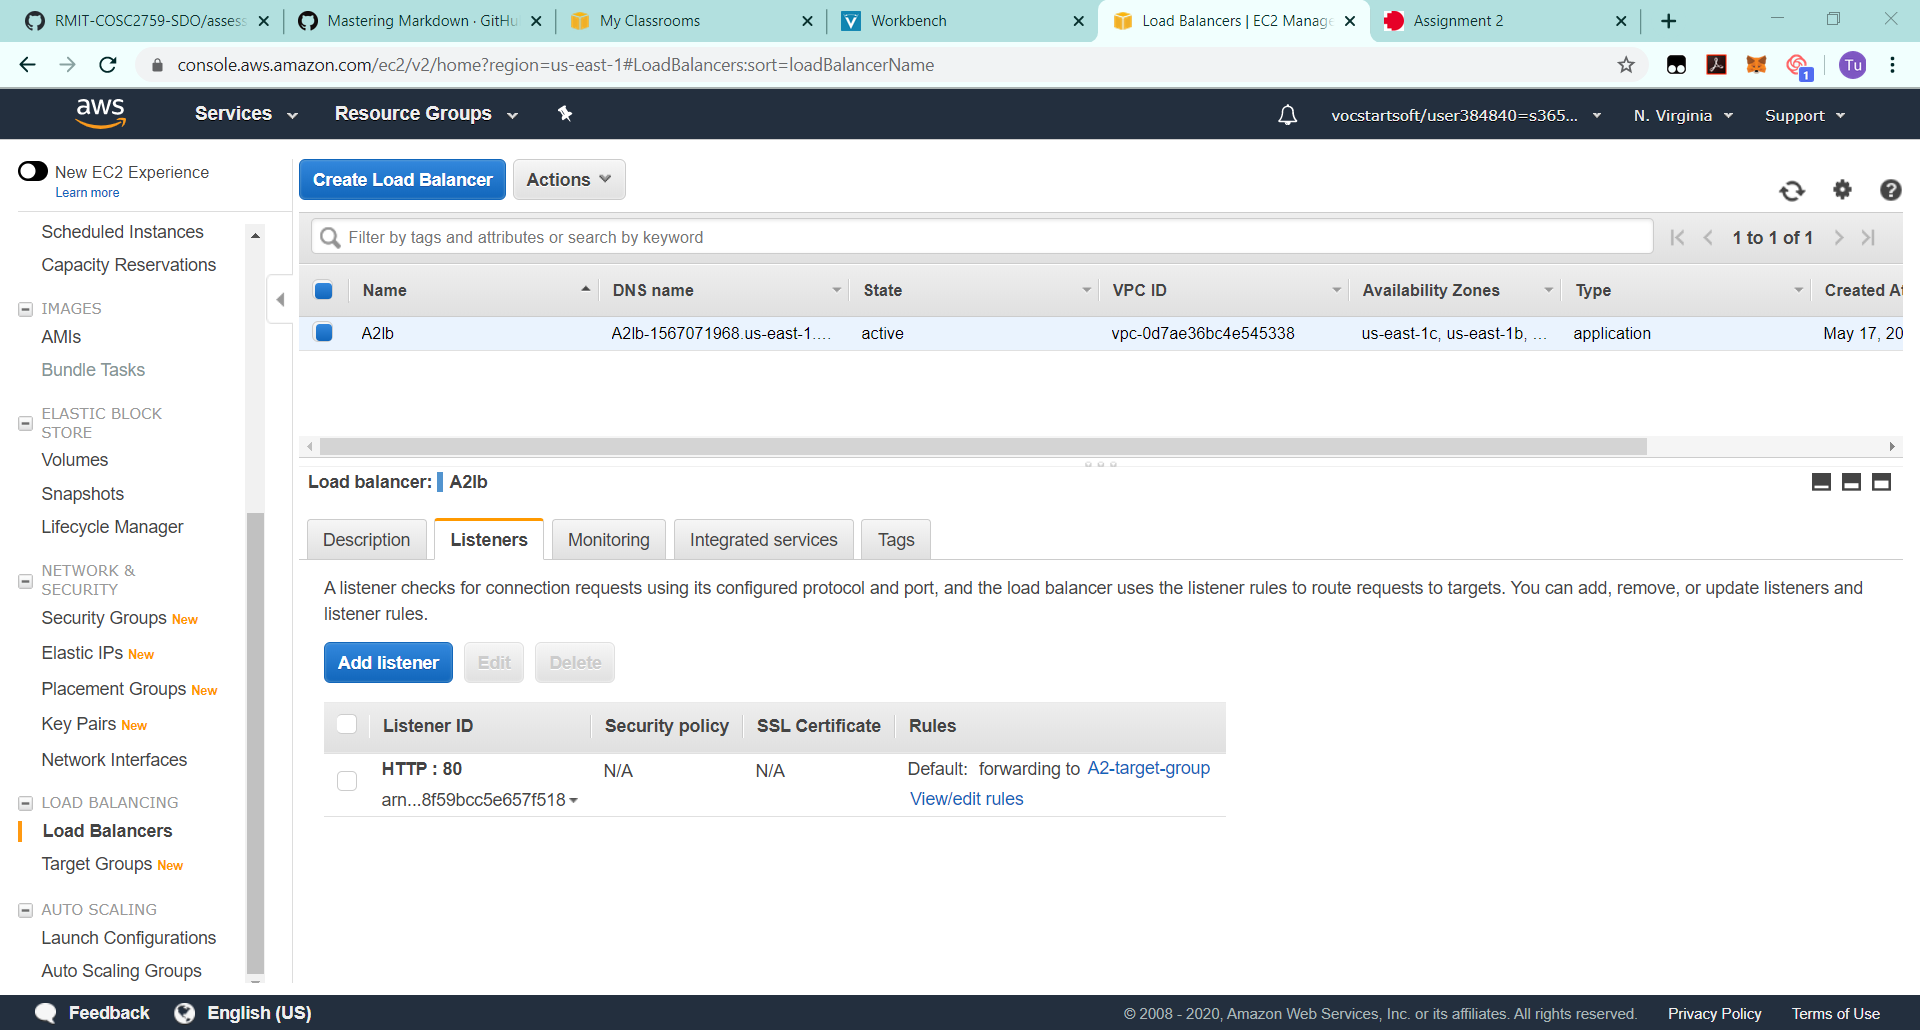 RMIT-COSC2759-SDO/assess
Mastering Markdown · GitHu
My Classrooms
Workbench
Load Balancers | EC2 Manage
Assignment 2
console.aws.amazon.com/ec2/v2/home?region=us-east-1#LoadBalancers:sort=loadBalancerName
1
Tu
aws
Services
Resource Groups
vocstartsoft/user384840=s365...
N. Virginia
Support
New EC2 Experience
Learn more
Scheduled Instances
Capacity Reservations
IMAGES
AMIs
Bundle Tasks
ELASTIC BLOCK
STORE
Volumes
Snapshots
Lifecycle Manager
NETWORK &
SECURITY
Security Groups New
Elastic IPs New
Placement Groups New
Key Pairs New
Network Interfaces
LOAD BALANCING
Load Balancers
Target Groups New
AUTO SCALING
Launch Configurations
Auto Scaling Groups
Create Load Balancer
Actions
Filter by tags and attributes or search by keyword
1 to 1 of 1
Name DNS name State VPC ID Availability Zones Type Created At
A2lb A2lb-1567071968.us-east-1.... active vpc-0d7ae36bc4e545338 us-east-1c, us-east-1b, ... application May 17, 20
Load balancer: A2lb
Description
Listeners
Monitoring
Integrated services
Tags
A listener checks for connection requests using its configured protocol and port, and the load balancer uses the listener rules to route requests to targets. You can add, remove, or update listeners and
listener rules.
Add listener
Edit
Delete
Listener ID Security policy SSL Certificate Rules
HTTP : 80 N/A N/A Default: forwarding to A2-target-group
arn...8f59bcc5e657f518 View/edit rules
Feedback
English (US)
© 2008 - 2020, Amazon Web Services, Inc. or its affiliates. All rights reserved.
Privacy Policy
Terms of Use